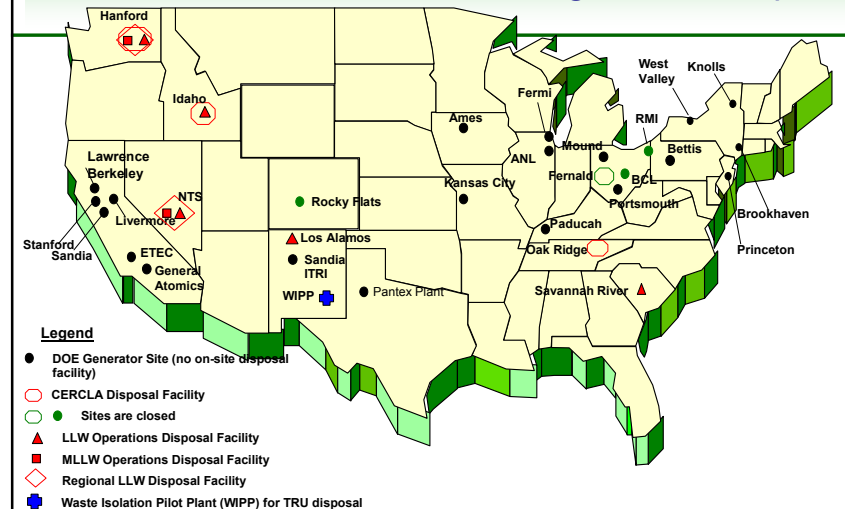 Hanford
West
Valley
Knolls
Fermi
Idaho
RMI
Ames
Mound
Bettis
ANL
Lawrence
Berkeley
Fernald
BCL
Kansas City
NTS
Rocky Flats
Portsmouth
Livermore
Brookhaven
Paducah
Stanford
Sandia
Los Alamos
Oak Ridge
Princeton
ETEC
Sandia
ITRI
General
Atomics
WIPP
Pantex Plant
Savannah River
Legend
DOE Generator Site (no on-site disposal
facility)
CERCLA Disposal Facility
Sites are closed
LLW Operations Disposal Facility
MLLW Operations Disposal Facility
Regional LLW Disposal Facility
Waste Isolation Pilot Plant (WIPP) for TRU disposal